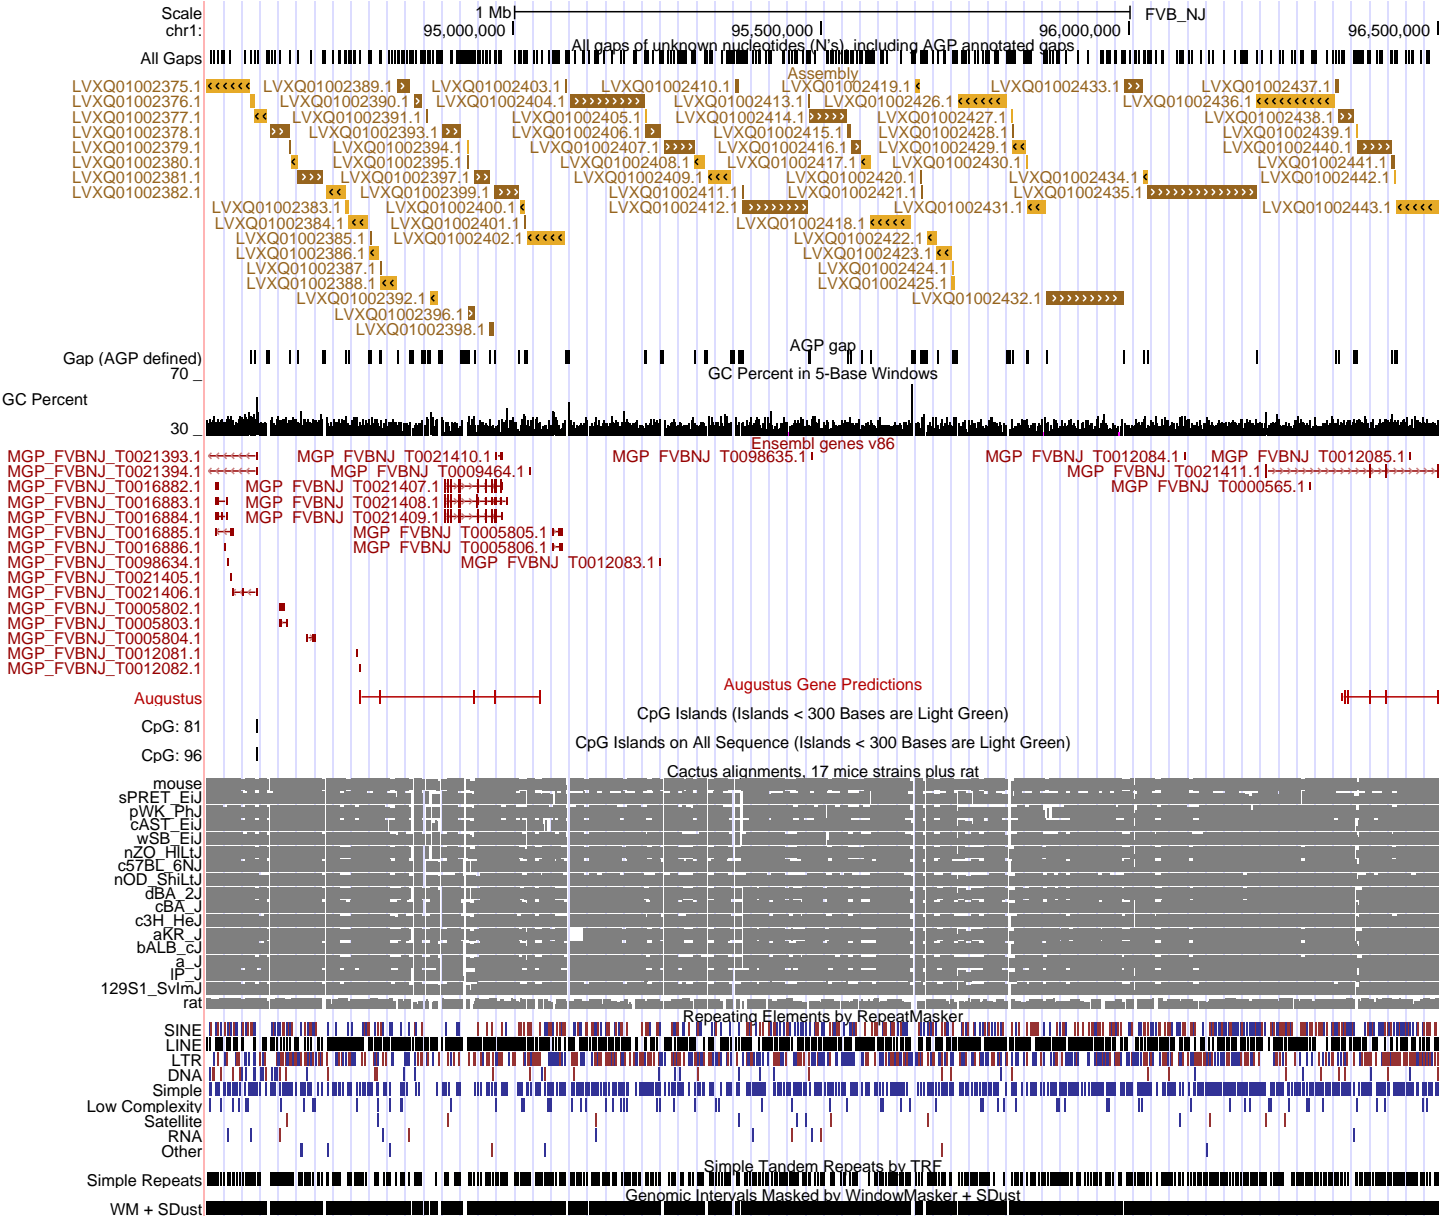 Scale 1 Mb FVB_NJ
chr1: 95,000,000 95,500,000 96,000,000 96,500,000
All gaps of unknown nucleotides (N's), including AGP annotated gaps
All Gaps
Assembly
LVXQ01002375.1 LVXQ01002389.1 LVXQ01002403.1 LVXQ01002410.1 LVXQ01002419.1 LVXQ01002433.1 LVXQ01002437.1
LVXQ01002376.1 LVXQ01002390.1 LVXQ01002404.1 LVXQ01002413.1 LVXQ01002426.1 LVXQ01002436.1
LVXQ01002377.1 LVXQ01002391.1 LVXQ01002405.1 LVXQ01002414.1 LVXQ01002427.1 LVXQ01002438.1
LVXQ01002378.1 LVXQ01002393.1 LVXQ01002406.1 LVXQ01002415.1 LVXQ01002428.1 LVXQ01002439.1
LVXQ01002379.1 LVXQ01002394.1 LVXQ01002407.1 LVXQ01002416.1 LVXQ01002429.1 LVXQ01002440.1
LVXQ01002380.1 LVXQ01002395.1 LVXQ01002408.1 LVXQ01002417.1 LVXQ01002430.1 LVXQ01002441.1
LVXQ01002381.1 LVXQ01002397.1 LVXQ01002409.1 LVXQ01002420.1 LVXQ01002434.1 LVXQ01002442.1
LVXQ01002382.1 LVXQ01002399.1 LVXQ01002411.1 LVXQ01002421.1 LVXQ01002435.1
LVXQ01002383.1 LVXQ01002400.1 LVXQ01002412.1 LVXQ01002431.1 LVXQ01002443.1
LVXQ01002384.1 LVXQ01002401.1 LVXQ01002418.1
LVXQ01002385.1 LVXQ01002402.1 LVXQ01002422.1
LVXQ01002386.1 LVXQ01002423.1
LVXQ01002387.1 LVXQ01002424.1
LVXQ01002388.1 LVXQ01002425.1
LVXQ01002392.1 LVXQ01002432.1
LVXQ01002396.1
LVXQ01002398.1
AGP gap
Gap (AGP defined)
70 _
GC Percent in 5-Base Windows
GC Percent
30 _
Ensembl genes v86
MGP_FVBNJ_T0021393.1 MGP_FVBNJ_T0021410.1 MGP_FVBNJ_T0098635.1 MGP_FVBNJ_T0012084.1 MGP_FVBNJ_T0012085.1
MGP_FVBNJ_T0021394.1 MGP_FVBNJ_T0009464.1 MGP_FVBNJ_T0021411.1
MGP_FVBNJ_T0016882.1 MGP_FVBNJ_T0021407.1 MGP_FVBNJ_T0000565.1
MGP_FVBNJ_T0016883.1 MGP_FVBNJ_T0021408.1
MGP_FVBNJ_T0016884.1 MGP_FVBNJ_T0021409.1
MGP_FVBNJ_T0016885.1 MGP_FVBNJ_T0005805.1
MGP_FVBNJ_T0016886.1 MGP_FVBNJ_T0005806.1
MGP_FVBNJ_T0098634.1 MGP_FVBNJ_T0012083.1
MGP_FVBNJ_T0021405.1
MGP_FVBNJ_T0021406.1
MGP_FVBNJ_T0005802.1
MGP_FVBNJ_T0005803.1
MGP_FVBNJ_T0005804.1
MGP_FVBNJ_T0012081.1
MGP_FVBNJ_T0012082.1
Augustus Gene Predictions
Augustus
CpG Islands (Islands < 300 Bases are Light Green)
CpG: 81
CpG Islands on All Sequence (Islands < 300 Bases are Light Green)
CpG: 96
Cactus alignments, 17 mice strains plus rat
mouse
sPRET_EiJ
pWK_PhJ
cAST_EiJ
wSB_EiJ
nZO_HlLtJ
c57BL_6NJ
nOD_ShiLtJ
dBA_2J
cBA_J
c3H_HeJ
aKR_J
bALB_cJ
a_J
lP_J
129S1_SvImJ
rat
Repeating Elements by RepeatMasker
SINE
LINE
LTR
DNA
Simple
Low Complexity
Satellite
RNA
Other
Simple Tandem Repeats by TRF
Simple Repeats
Genomic Intervals Masked by WindowMasker + SDust
WM + SDust